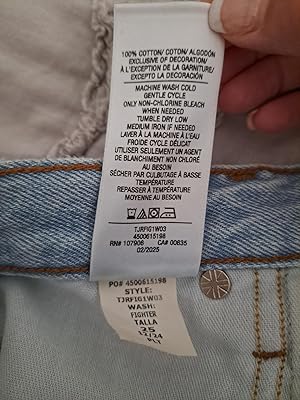 100% COTTON/ COTON/ ALGODÓN
EXCLUSIVE OF DECORATION/
À L'EXCEPTION DE LA GARNITURE/
EXCEPTO LA DECORACIÓN
MACHINE WASH COLD
GENTLE CYCLE
ONLY NON-CHLORINE BLEACH
WHEN NEEDED
TUMBLE DRY LOW
MEDIUM IRON IF NEEDED
LAVER À LA MACHINE À L'EAU
FROIDE CYCLE DÉLICAT
UTILISER SEULEMENT UN AGENT
DE BLANCHIMENT NON CHLORÉ
AU BESOIN
SÉCHER PAR CULBUTAGE À BASSE
TEMPÉRATURE
REPASSER À TEMPÉRATURE
MOYENNE AU BESOIN
TJRFIG1W03
4500615198
RN# 107906 CA# 00635
02/2025
PO# 4500615198
STYLE:
TJRFIG1W03
WASH:
FIGHTER
TALLA
25